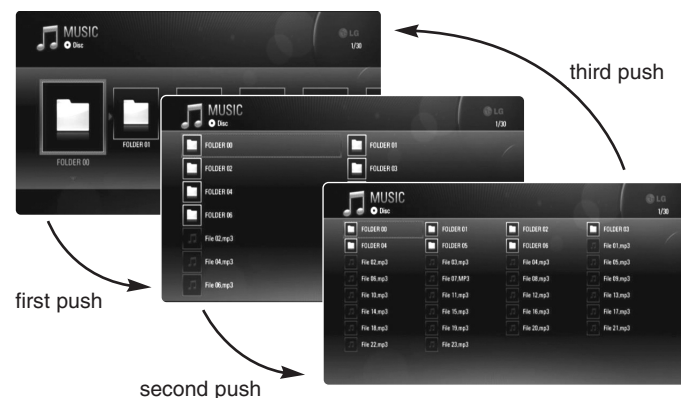 MUSIC
Disc
LG
1/30
FOLDER 00
FOLDER 01
third push
MUSIC
Disc
LG
1/30
FOLDER 00 FOLDER 01
FOLDER 02 FOLDER 03
FOLDER 04
FOLDER 06
File 02.mp3
File 04.mp3
File 06.mp3
MUSIC
Disc
LG
1/30
FOLDER 00 FOLDER 01 FOLDER 02 FOLDER 03
FOLDER 04 FOLDER 05 FOLDER 06 File 01.mp3
File 02.mp3 File 03.mp3 File 04.mp3 File 05.mp3
File 06.mp3 File 07.MP3 File 08.mp3 File 09.mp3
File 10.mp3 File 11.mp3 File 12.mp3 File 13.mp3
File 14.mp3 File 15.mp3 File 16.mp3 File 17.mp3
File 18.mp3 File 19.mp3 File 20.mp3 File 21.mp3
File 22.mp3 File 23.mp3
first push
second push